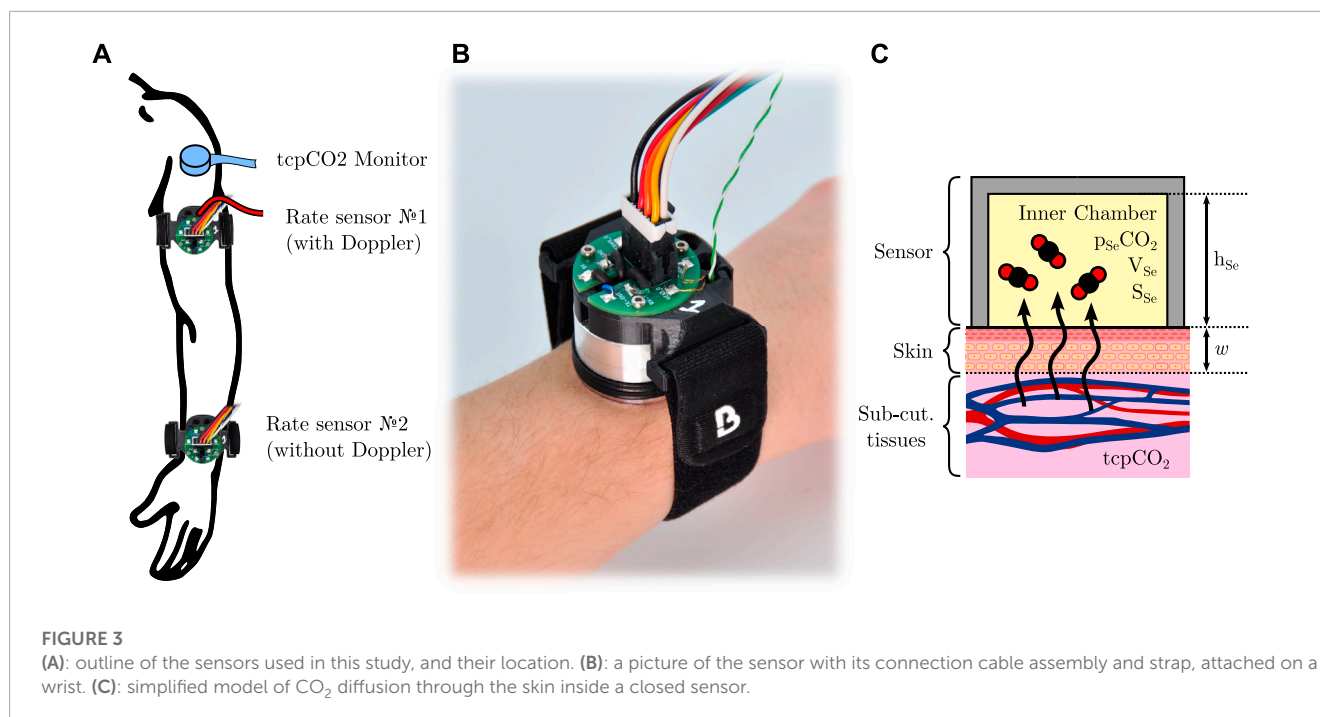 A
tcpCO2 Monitor
Rate sensor №1
(with Doppler)
Rate sensor №2
(without Doppler)
B
1
B
C
Sensor
Inner Chamber
pSeCO2
VSe
SSe
hSe
Skin
w
Sub-cut.
tissues
tcpCO2
FIGURE 3
(A): outline of the sensors used in this study, and their location. (B): a picture of the sensor with its connection cable assembly and strap, attached on a
wrist. (C): simplified model of CO2 diffusion through the skin inside a closed sensor.